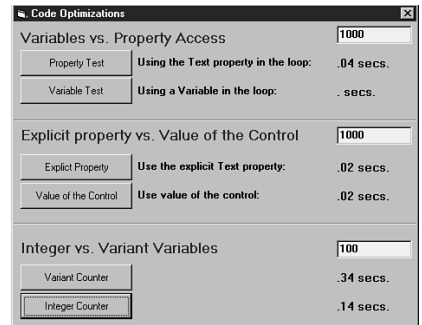 Code Optimizations
Variables vs. Property Access 1000
Property Test Using the Text property in the loop: .04 secs.
Variable Test Using a Variable in the loop: . secs.
Explicit property vs. Value of the Control 1000
Explict Property Use the explicit Text property: .02 secs.
Value of the Control Use value of the control: .02 secs.
Integer vs. Variant Variables 100
Variant Counter .34 secs.
Integer Counter .14 secs.